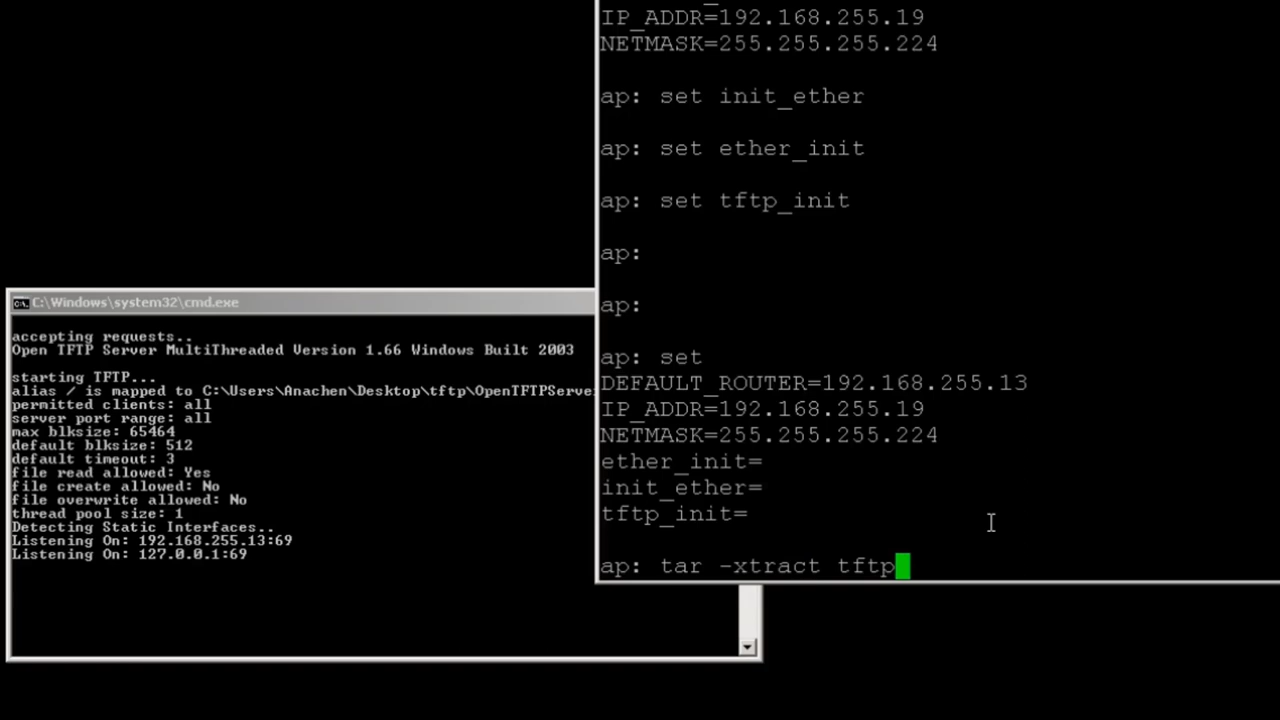 C:\Windows\system32\cmd.exe
accepting requests..
Open TFTP Server MultiThreaded Version 1.66 Windows Built 2003
starting TFTP...
alias / is mapped to C:\Users\Anachen\Desktop\tftp\OpenTFTPServe
permitted clients: all
server port range: all
max blksize: 65464
default blksize: 512
default timeout: 3
file read allowed: Yes
file create allowed: No
file overwrite allowed: No
thread pool size: 1
Detecting Static Interfaces..
Listening On: 192.168.255.13:69
Listening On: 127.0.0.1:69
IP_ADDR=192.168.255.19
NETMASK=255.255.255.224
ap: set init_ether
ap: set ether_init
ap: set tftp_init
ap:
ap:
ap: set
DEFAULT_ROUTER=192.168.255.13
IP_ADDR=192.168.255.19
NETMASK=255.255.255.224
ether_init=
init_ether=
tftp_init=
ap: tar -xtract tftp